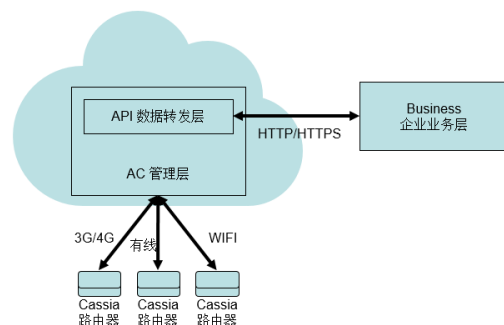 API 数据转发层
Business
企业业务层
HTTP/HTTPS
AC 管理层
3G/4G
有线
WIFI
Cassia
路由器
Cassia
路由器
Cassia
路由器